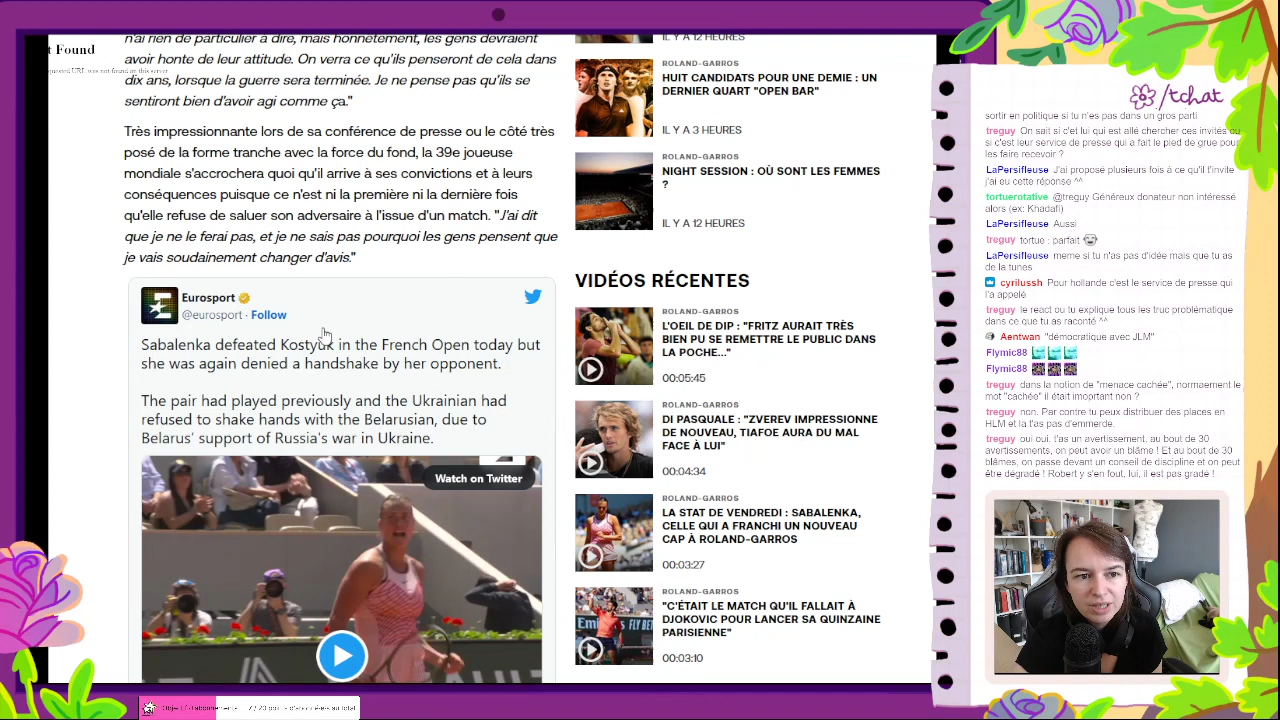 t Found
quested URL was not found on this server.
n'ai rien de particulier à dire, mais honnêtement, les gens devraient
avoir honte de leur attitude. On verra ce qu'ils penseront de cela dans
dix ans, lorsque la guerre sera terminée. Je ne pense pas qu'ils se
sentiront bien d'avoir agi comme ça."
Très impressionnante lors de sa conférence de presse ou le côté très
posé de la forme tranche avec la force du fond, la 39e joueuse
mondiale s'accrochera quoi qu'il arrive à ses convictions et à leurs
conséquences puisque ce n'est ni la première ni la dernière fois
qu'elle refuse de saluer son adversaire à l'issue d'un match. "J'ai dit
que je ne le ferai pas, et je ne sais pas pourquoi les gens pensent que
je vais soudainement changer d'avis."
Eurosport
@eurosport · Follow
Sabalenka defeated Kostyuk in the French Open today but
she was again denied a handshake by her opponent.
The pair had played previously and the Ukrainian had
refused to shake hands with the Belarusian, due to
Belarus' support of Russia's war in Ukraine.
Watch on Twitter
IL Y A 12 HEURES
ROLAND-GARROS
HUIT CANDIDATS POUR UNE DEMIE : UN
DERNIER QUART "OPEN BAR"
IL Y A 3 HEURES
ROLAND-GARROS
NIGHT SESSION : OÙ SONT LES FEMMES
?
IL Y A 12 HEURES
VIDÉOS RÉCENTES
ROLAND-GARROS
L'OEIL DE DIP : "FRITZ AURAIT TRÈS
BIEN PU SE REMETTRE LE PUBLIC DANS
LA POCHE..."
00:05:45
ROLAND-GARROS
DI PASQUALE : "ZVEREV IMPRESSIONNE
DE NOUVEAU, TIAFOE AURA DU MAL
FACE À LUI"
00:04:34
ROLAND-GARROS
LA STAT DE VENDREDI : SABALENKA,
CELLE QUI A FRANCHI UN NOUVEAU
CAP À ROLAND-GARROS
00:03:27
ROLAND-GARROS
"C'ÉTAIT LE MATCH QU'IL FALLAIT À
DJOKOVIC POUR LANCER SA QUINZAINE
PARISIENNE"
00:03:10
/tchat
sortir en politique si tu n'es pas dans un gros parti
treguy On sait si c'et lui qui est allé chercher ces invités ou
si c'est leur service de presse qui a fait le pied de grue pour
les faire recevoir ?
LaPersifleuse J'ai proposé plusieurs fois à ce qu'il t'invite
j'ai eu cette réponse ^^
tortuerotative @treguy Généreux donateur non intéressé
alors (ex: Khadafi)
LaPersifleuse Aussi
treguy tortue : parfait
LaPersifleuse meme si tu n'as pas d'idée mais que tu as
de la tunes
cyrilussh Pour hollande c'est le service de presse qui
l'a appelé
treguy le react ou tu explique tous les truc problématique
dans ce que tu as raconté ^^
Aentwan "démocratique avec JLM"
Flymic88
Flymic88
treguy dans la notion de "menace cachée", normaement le
mot "cachée" il était important non ?
treguy non. Par contre tu peux distribuer des places en
HLM et la t'as pas d'emmerde.
treguy oui oui. t'as un avertissement, au bout de 30
avertissements, on peut avoir un blâme ! Et au bout de 30
blâmes, on passe devant un conseil de discipline et on peut
être dégradé ! Robert y s'en fout, lui, il est pas gradé !